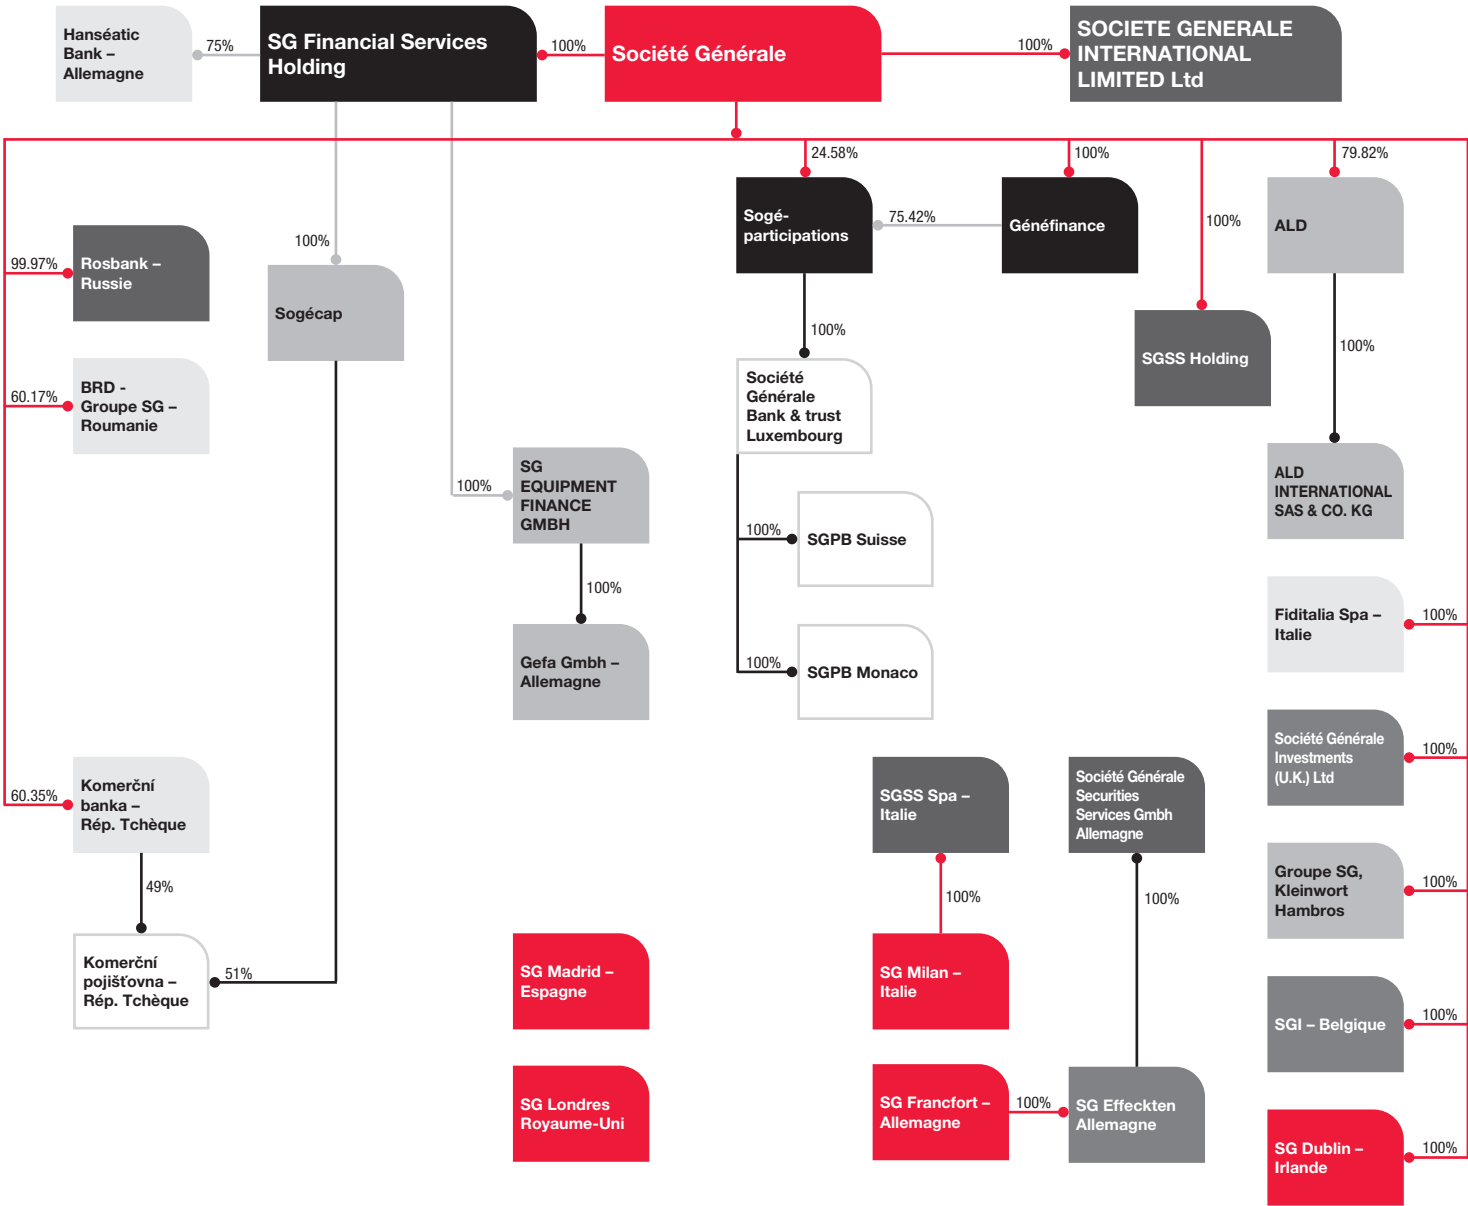 Hanséatic
Bank –
Allemagne
75%
SG Financial Services
Holding
100%
Société Générale
100%
SOCIETE GENERALE
INTERNATIONAL
LIMITED Ltd
24.58%
100%
79.82%
Sogé-
participations
75.42%
Généfinance
100%
ALD
100%
99.97%
Rosbank –
Russie
Sogécap
100%
SGSS Holding
100%
60.17%
BRD -
Groupe SG –
Roumanie
Société
Générale
Bank & trust
Luxembourg
100%
SG
EQUIPMENT
FINANCE
GMBH
ALD
INTERNATIONAL
SAS & CO. KG
100%
SGPB Suisse
100%
Fiditalia Spa –
Italie
100%
Gefa Gmbh –
Allemagne
100%
SGPB Monaco
Société Générale
Investments
(U.K.) Ltd
100%
60.35%
Komerční
banka –
Rép. Tchèque
SGSS Spa –
Italie
Société Générale
Securities
Services Gmbh
Allemagne
49%
100%
100%
Groupe SG,
Kleinwort
Hambros
100%
Komerční
pojišťovna –
Rép. Tchèque
51%
SG Madrid –
Espagne
SG Milan –
Italie
SGI – Belgique
100%
SG Londres
Royaume-Uni
SG Francfort –
Allemagne
100%
SG Effeckten
Allemagne
SG Dublin –
Irlande
100%